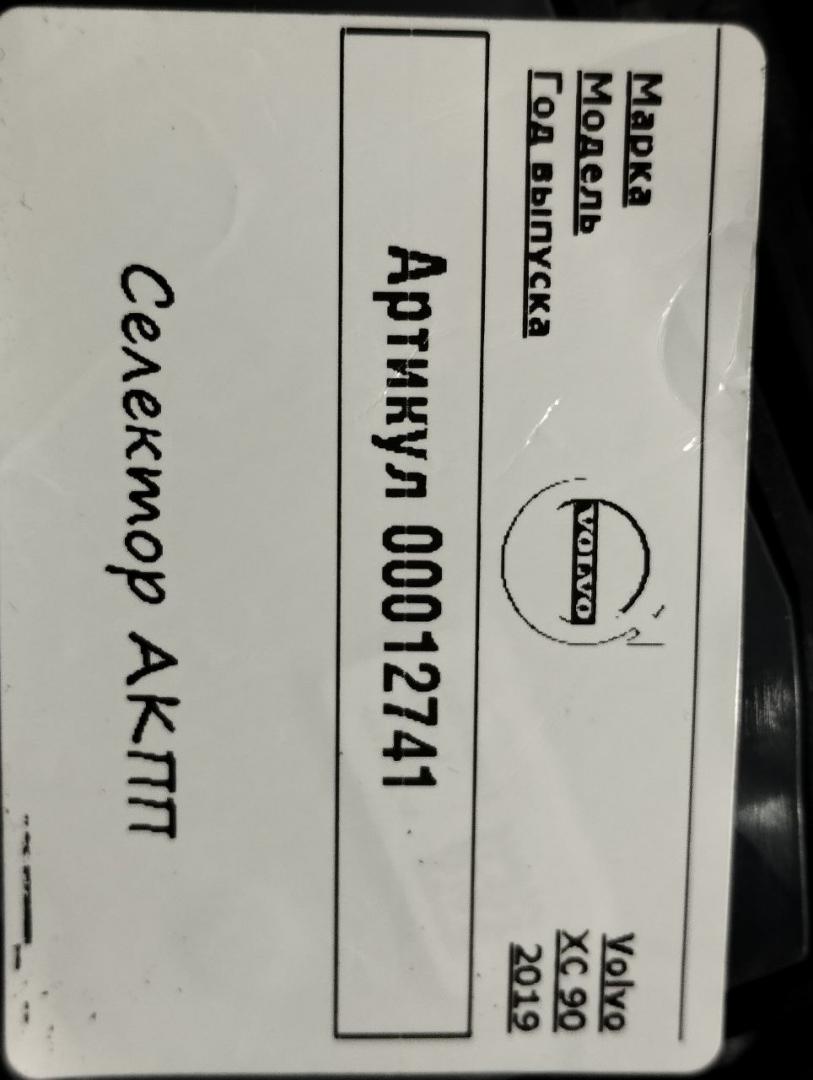 Марка Volvo
Модель XC 90
Год выпуска 2019
VOLVO
Артикул 00012741
Селектор АКПП